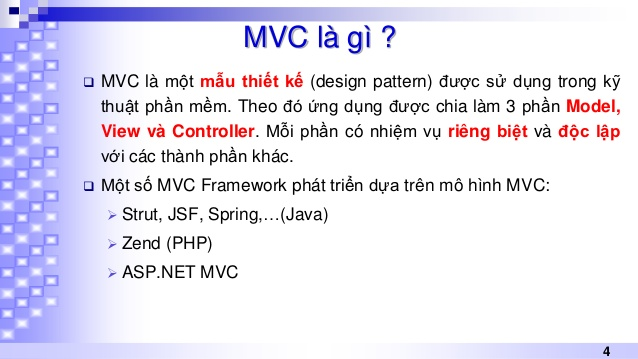 MVC là gì ?
MVC là một mẫu thiết kế (design pattern) được sử dụng trong kỹ
thuật phần mềm. Theo đó ứng dụng được chia làm 3 phần Model,
View và Controller. Mỗi phần có nhiệm vụ riêng biệt và độc lập
với các thành phần khác.
Một số MVC Framework phát triển dựa trên mô hình MVC:
Strut, JSF, Spring,…(Java)
Zend (PHP)
ASP.NET MVC
4